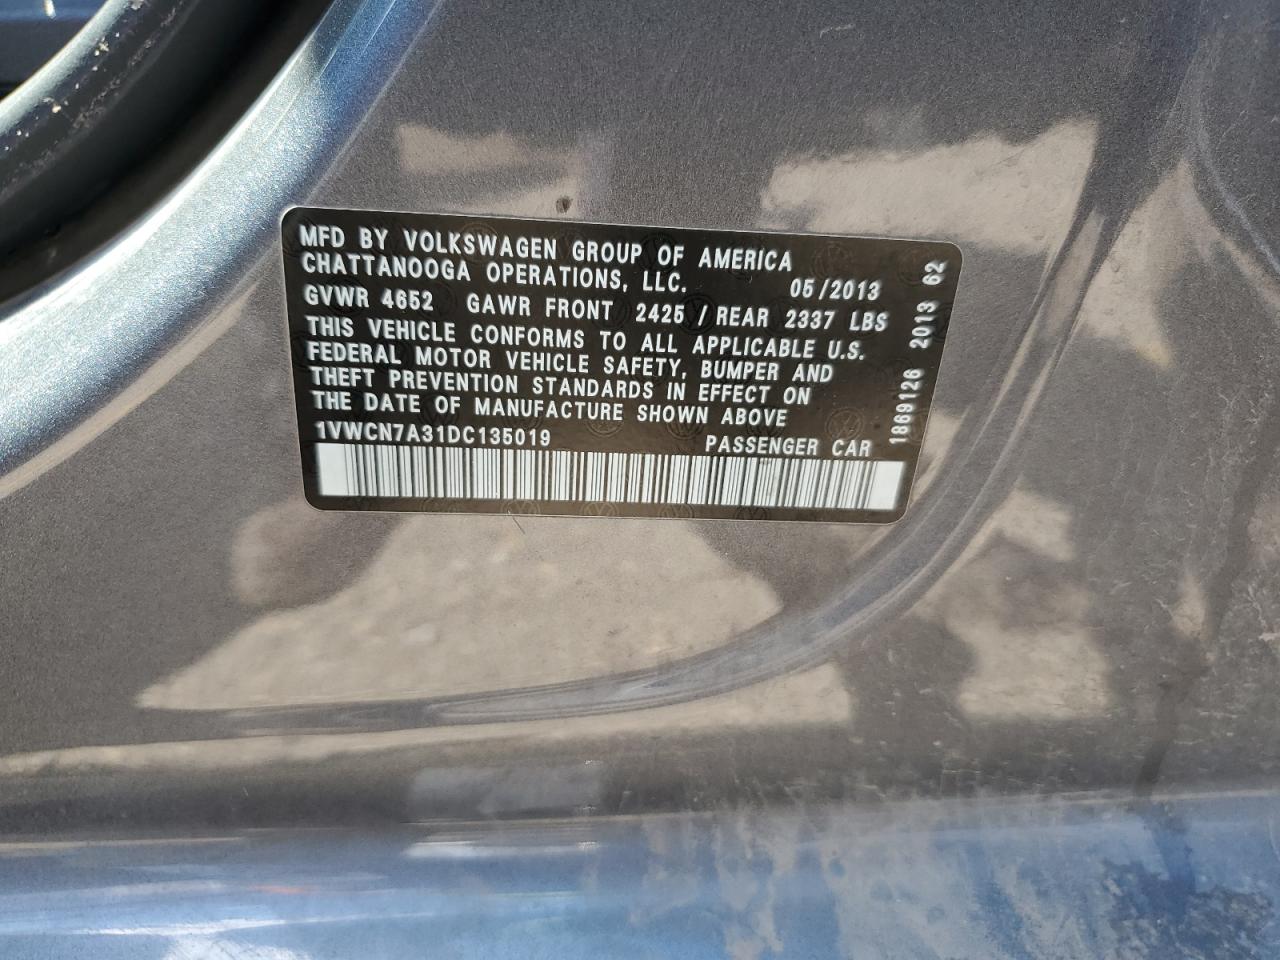 MFD BY VOLKSWAGEN GROUP OF AMERICA
CHATTANOOGA OPERATIONS, LLC. 05/2013
GVWR 4652 GAWR FRONT 2425 / REAR 2337 LBS
THIS VEHICLE CONFORMS TO ALL APPLICABLE U.S.
FEDERAL MOTOR VEHICLE SAFETY, BUMPER AND
THEFT PREVENTION STANDARDS IN EFFECT ON
THE DATE OF MANUFACTURE SHOWN ABOVE
1VWCN7A31DC135019 PASSENGER CAR
1869126 2013 62